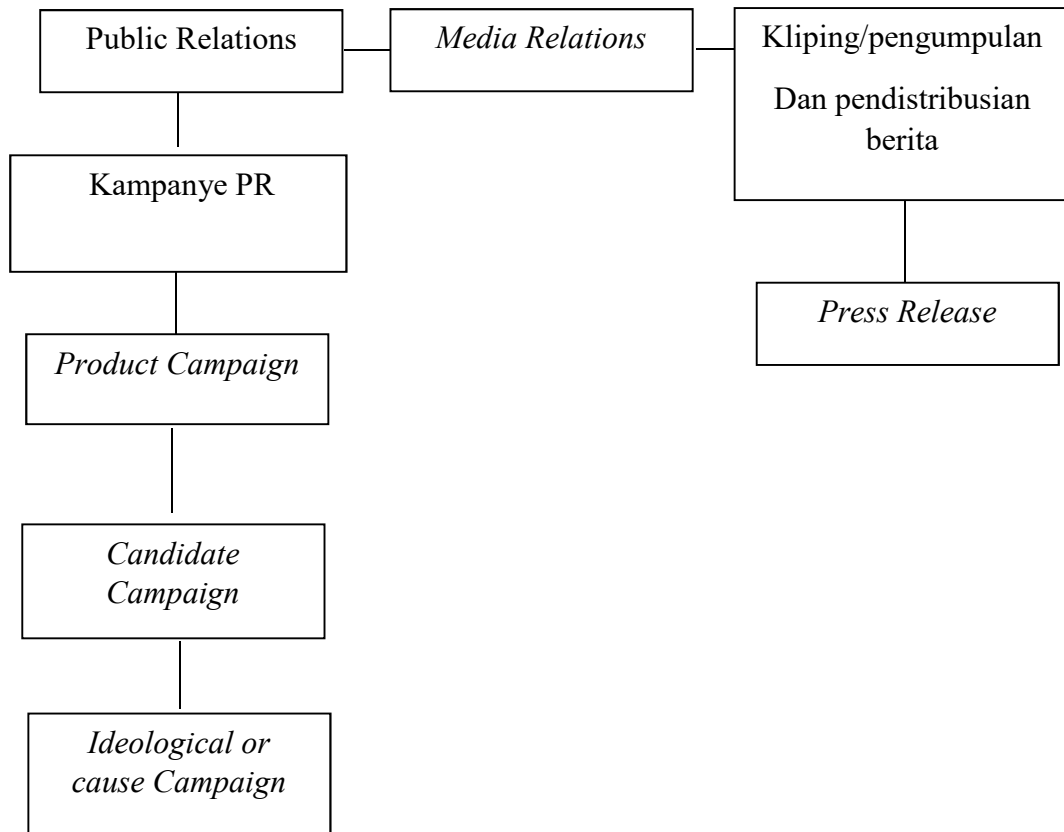 Public Relations
Media Relations
Kliping/pengumpulan
Dan pendistribusian
berita
Kampanye PR
Press Release
Product Campaign
Candidate
Campaign
Ideological or
cause Campaign